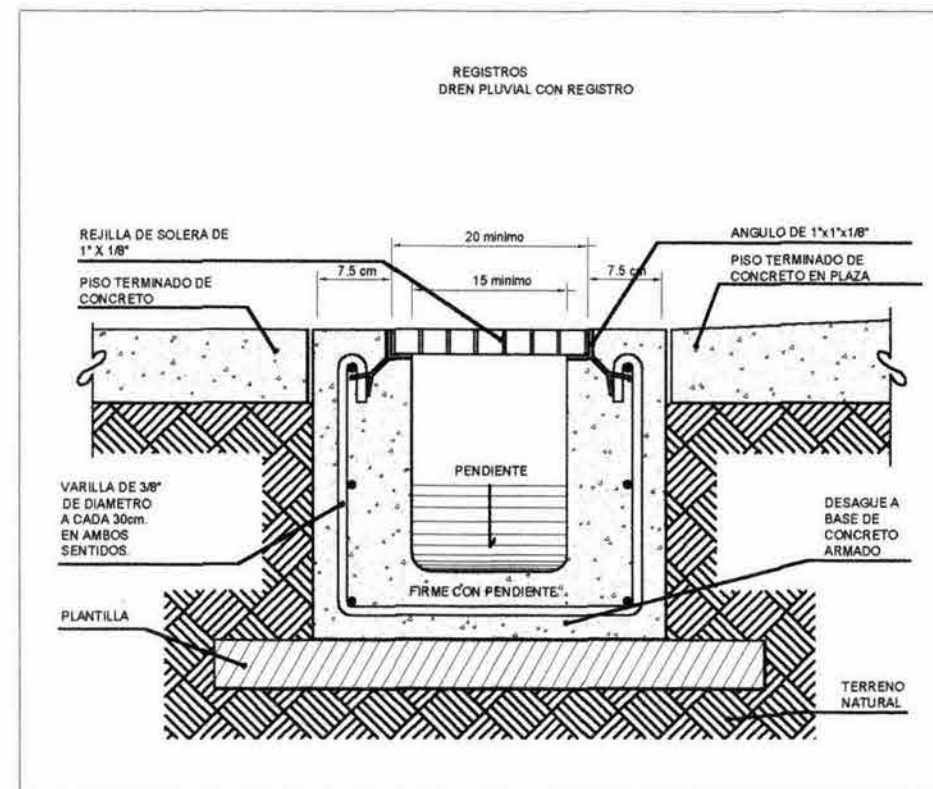 REGISTROS
DREN PLUVIAL CON REGISTRO
REJILLA DE SOLERA DE
1" X 1/8"
20 minimo
ANGULO DE 1"x1"x1/8"
7.5 cm
15 minimo
7.5 cm
PISO TERMINADO DE
CONCRETO
PISO TERMINADO DE
CONCRETO EN PLAZA
PENDIENTE
VARILLA DE 3/8"
DE DIAMETRO
A CADA 30cm.
EN AMBOS
SENTIDOS.
DESAGUE A
BASE DE
CONCRETO
ARMADO
FIRME CON PENDIENTE
PLANTILLA
TERRENO
NATURAL